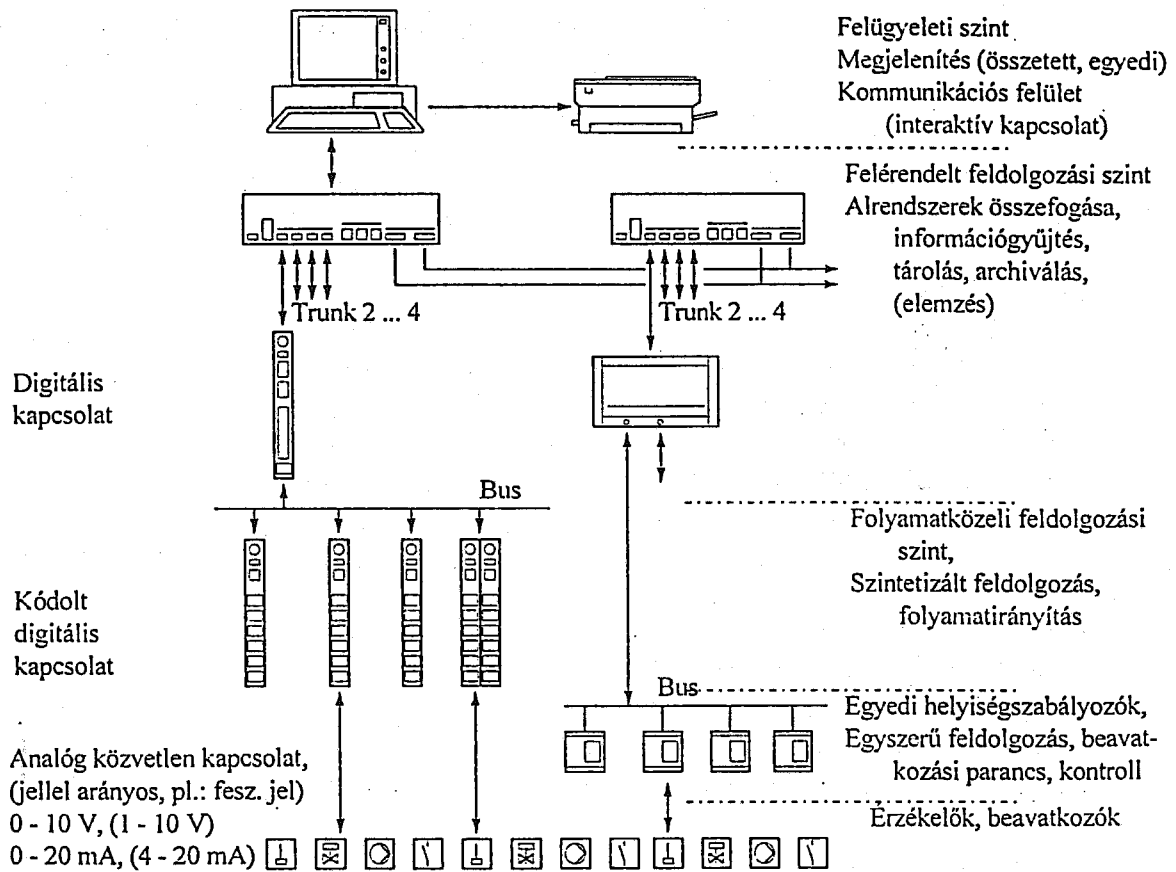 Felügyeleti szint
Megjelenítés (összetett, egyedi)
Kommunikációs felület
(interaktív kapcsolat)
Felérendelt feldolgozási szint
Alrendszerek összefogása,
információgyűjtés,
tárolás, archiválás,
(elemzés)
Trunk 2 ... 4
Trunk 2 ... 4
Digitális
kapcsolat
Bus
Folyamatközeli feldolgozási
szint,
Szintetizált feldolgozás,
folyamatirányítás
Kódolt
digitális
kapcsolat
Bus
Egyedi helyiségszabályozók,
Egyszerű feldolgozás, beavat-
kozási parancs, kontroll
Analóg közvetlen kapcsolat,
(jellel arányos, pl.: fesz. jel)
0 - 10 V, (1 - 10 V)
0 - 20 mA, (4 - 20 mA)
Érzékelők, beavatkozók